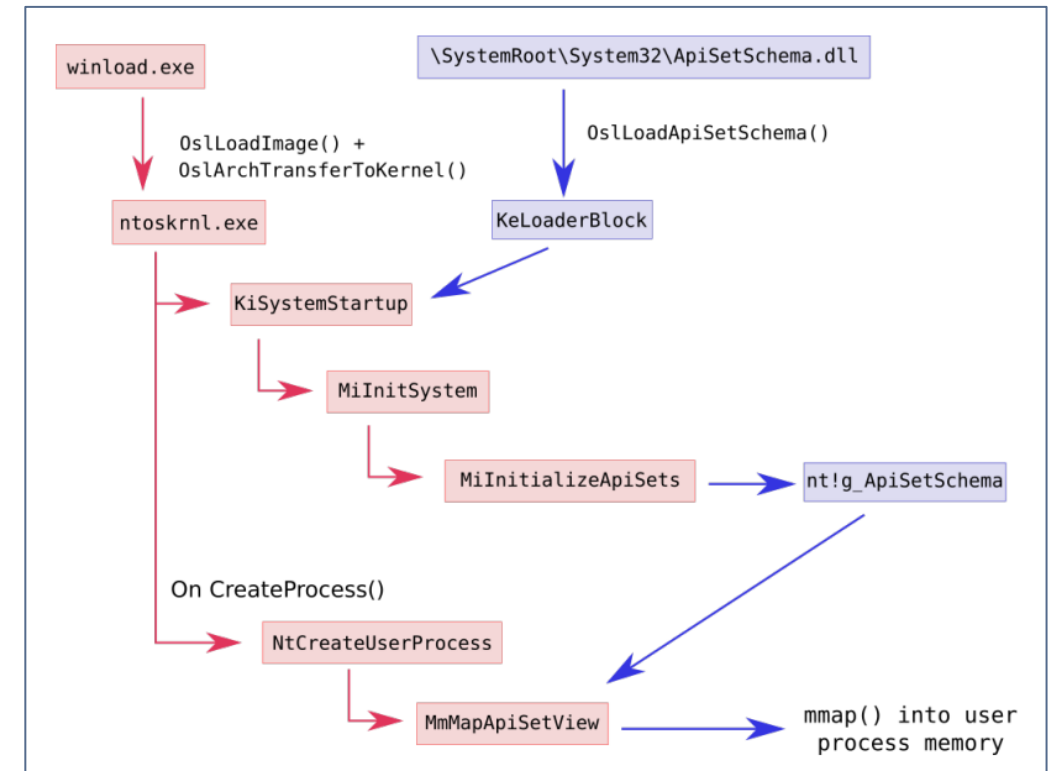 winload.exe
\SystemRoot\System32\ApiSetSchema.dll
OslLoadImage() +
OslArchTransferToKernel()
OslLoadApiSetSchema()
ntoskrnl.exe
KeLoaderBlock
KiSystemStartup
MiInitSystem
MiInitializeApiSets
nt!g_ApiSetSchema
On CreateProcess()
NtCreateUserProcess
MmMapApiSetView
mmap() into user
process memory